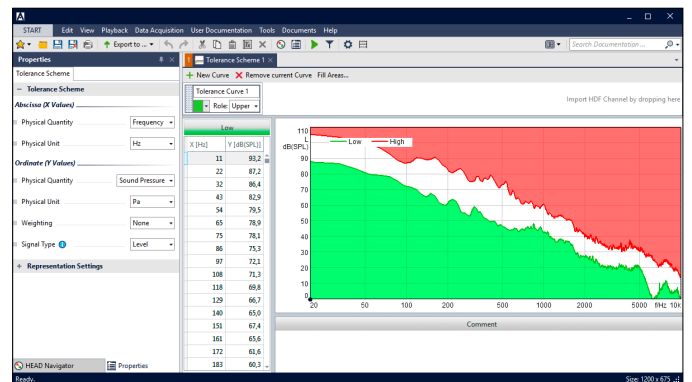 START Edit View Playback Data Acquisition User Documentation Tools Documents Help
Export to ... Search Documentation ...
Properties
1 Tolerance Scheme 1
Tolerance Scheme
+ New Curve Remove current Curve Fill Areas...
− Tolerance Scheme
Tolerance Curve 1
Role: Upper
Import HDF Channel by dropping here
Abscissa (X Values)
Physical Quantity Frequency
Physical Unit Hz
Ordinate (Y Values)
Physical Quantity Sound Pressure
Physical Unit Pa
Weighting None
Signal Type Level
+ Representation Settings
Low
X [Hz] Y [dB(SPL)]
11 93,2
22 87,2
32 86,4
43 82,9
54 79,5
65 78,9
75 78,1
86 75,3
97 72,1
108 71,3
118 69,8
129 66,7
140 65,0
151 67,4
161 65,6
172 61,6
183 60,3
110
L
dB(SPL)
Low High
90
80
70
60
50
40
30
20
10
0
20 50 100 200 500 1000 2000 5000 f/Hz 10k
Comment
HEAD Navigator Properties
Ready. Size: 1200 x 675